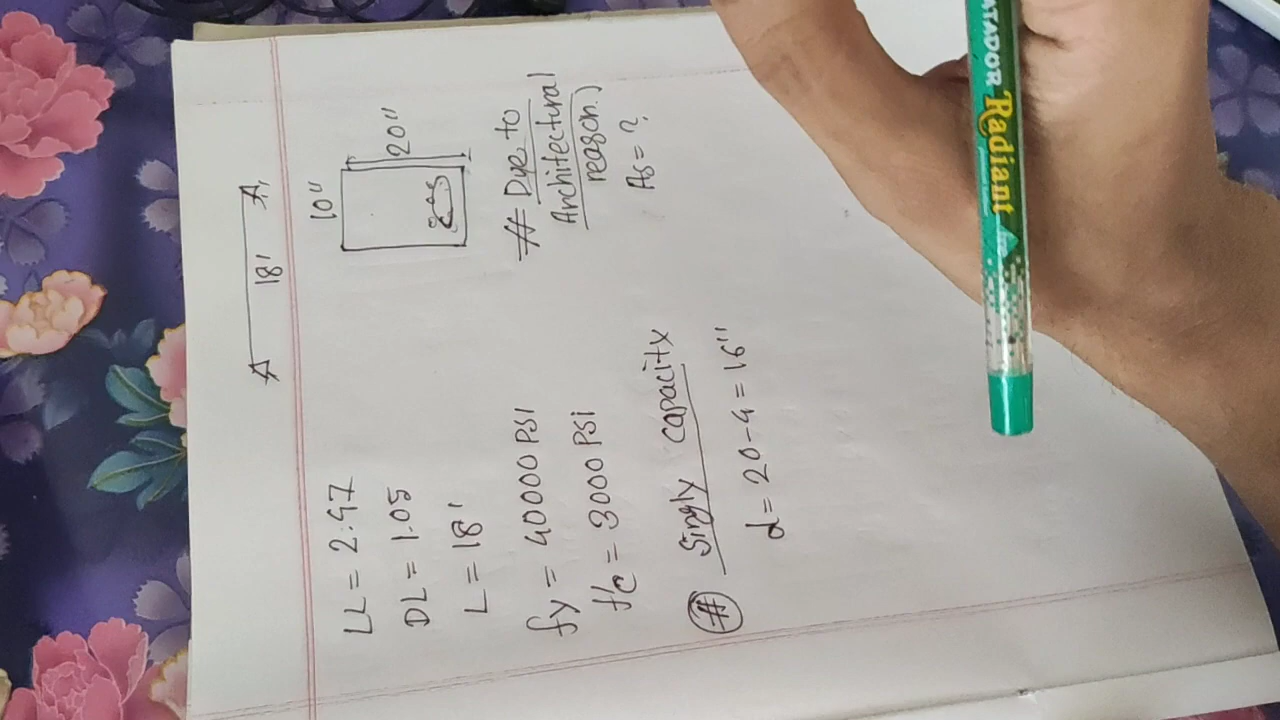 18'
10"
20"
LL = 2.47
DL = 1.05
L = 18'
fy = 40000 PSI
f'c = 3000 PSI
# Due to
Architectural
reason.)
As = ?
# Singly capacity
d = 20-4 = 16"
MATADOR Radiant